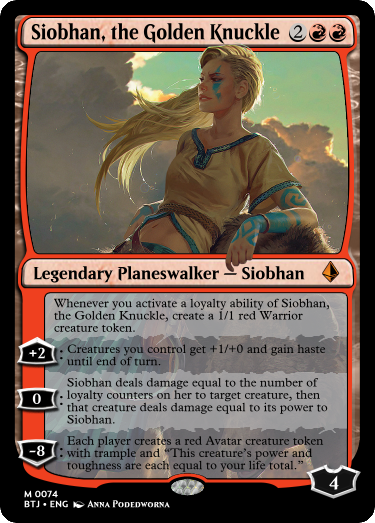 Siobhan, the Golden Knuckle 2
Legendary Planeswalker — Siobhan
Whenever you activate a loyalty ability of Siobhan,
the Golden Knuckle, create a 1/1 red Warrior
creature token.
+2 : Creatures you control get +1/+0 and gain haste
until end of turn.
Siobhan deals damage equal to the number of
0 : loyalty counters on her to target creature, then
that creature deals damage equal to its power to
Siobhan.
Each player creates a red Avatar creature token
-8 : with trample and “This creature’s power and
toughness are each equal to your life total.”
4
M 0074
BTJ • ENG Anna Podedworna